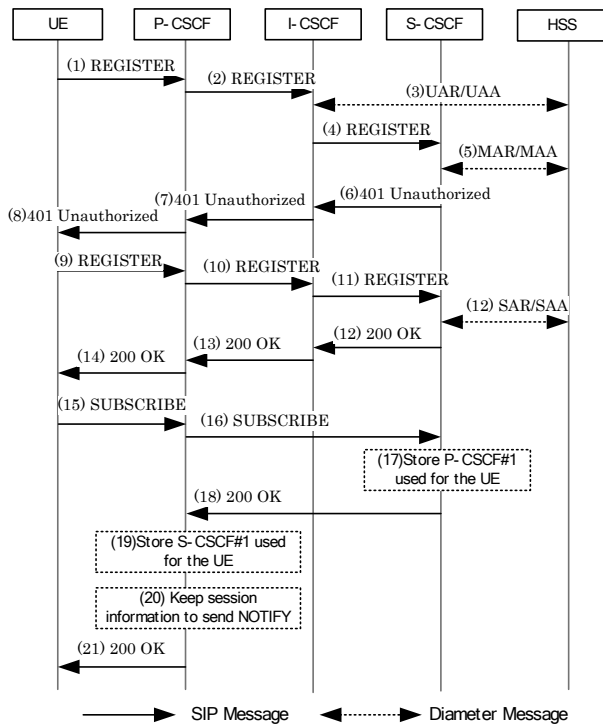 UE
P-CSCF
I-CSCF
S-CSCF
HSS
(1) REGISTER
(2) REGISTER
(3)UAR/UAA
(4) REGISTER
(5)MAR/MAA
(6)401 Unauthorized
(7)401 Unauthorized
(8)401 Unauthorized
(9) REGISTER
(10) REGISTER
(11) REGISTER
(12) SAR/SAA
(12) 200 OK
(13) 200 OK
(14) 200 OK
(15) SUBSCRIBE
(16) SUBSCRIBE
(17)Store P-CSCF#1
used for the UE
(18) 200 OK
(19)Store S-CSCF#1 used
for the UE
(20) Keep session
information to send NOTIFY
(21) 200 OK
SIP Message
Diameter Message